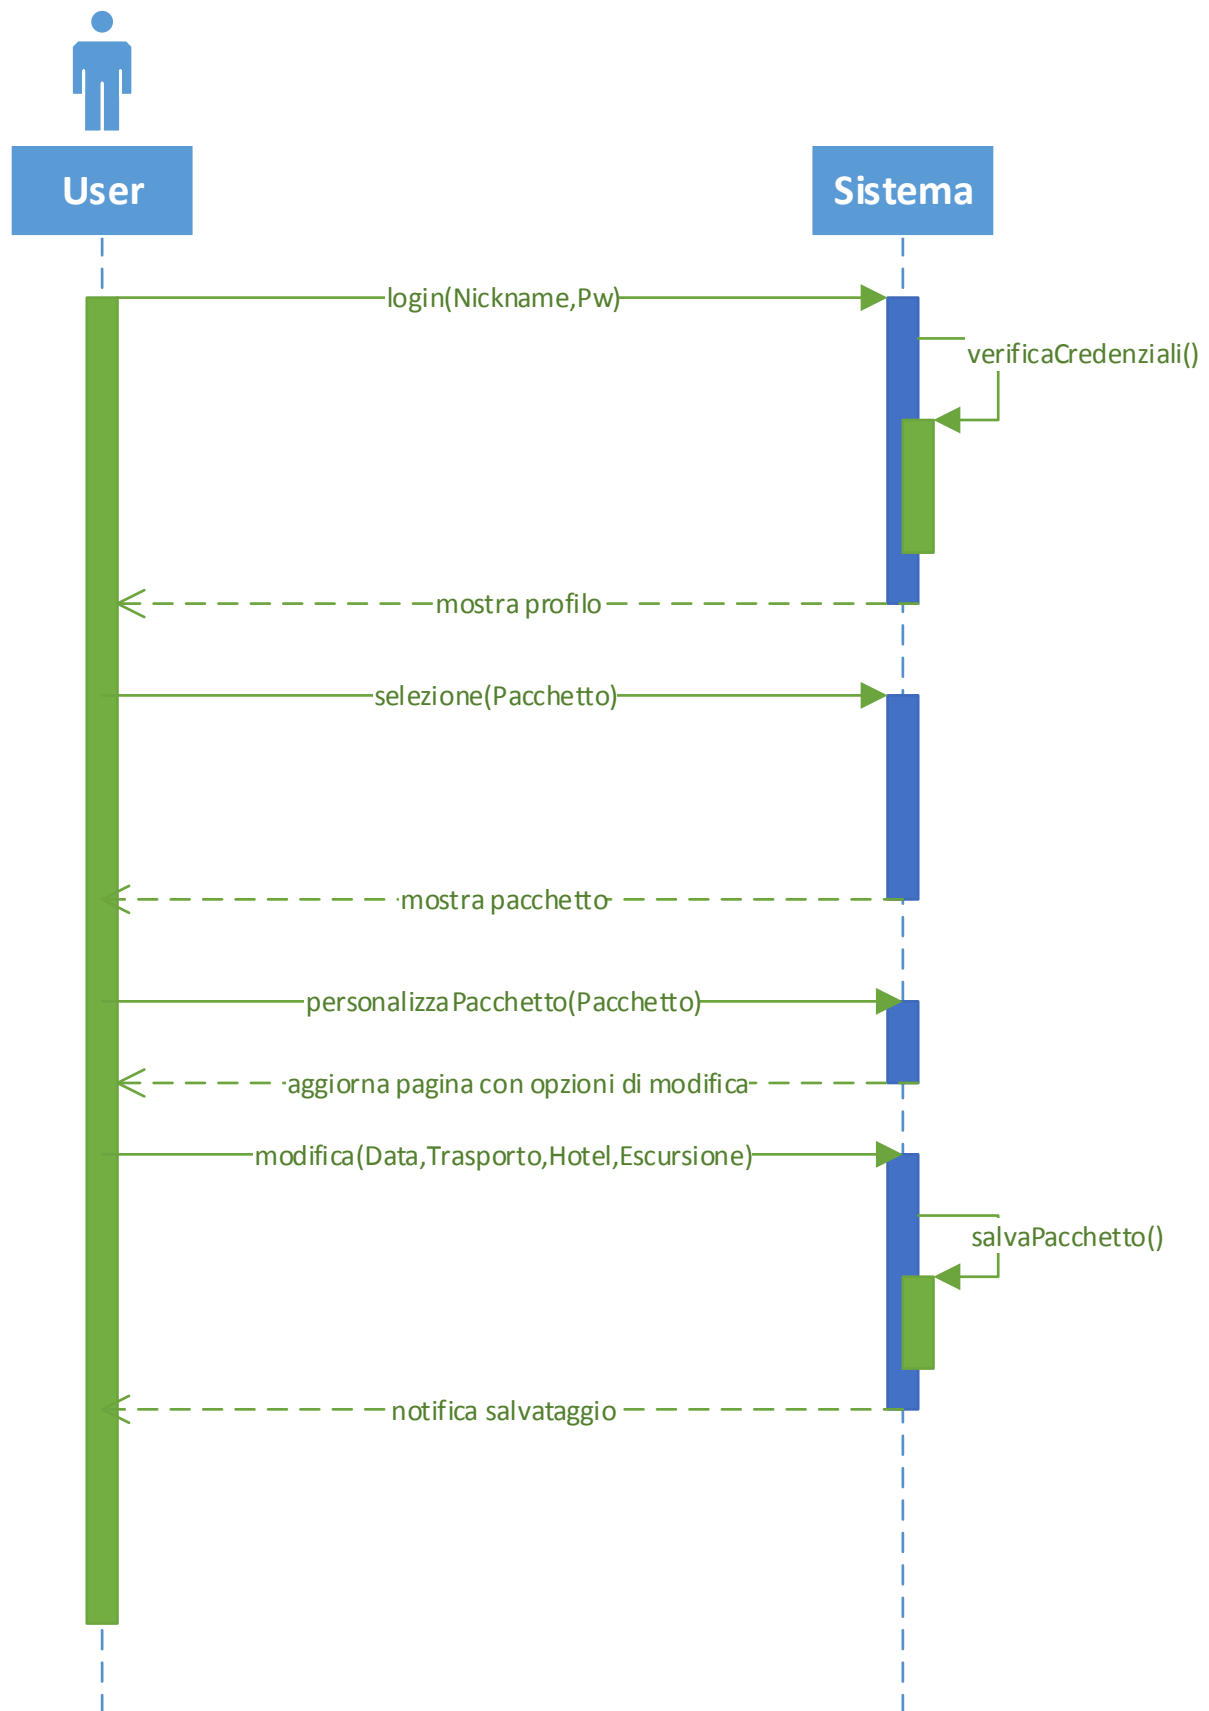 User
Sistema
login(Nickname,Pw)
verificaCredenziali()
mostra profilo
selezione(Pacchetto)
mostra pacchetto
personalizzaPacchetto(Pacchetto)
aggiorna pagina con opzioni di modifica
modifica(Data,Trasporto,Hotel,Escursione)
salvaPacchetto()
notifica salvataggio